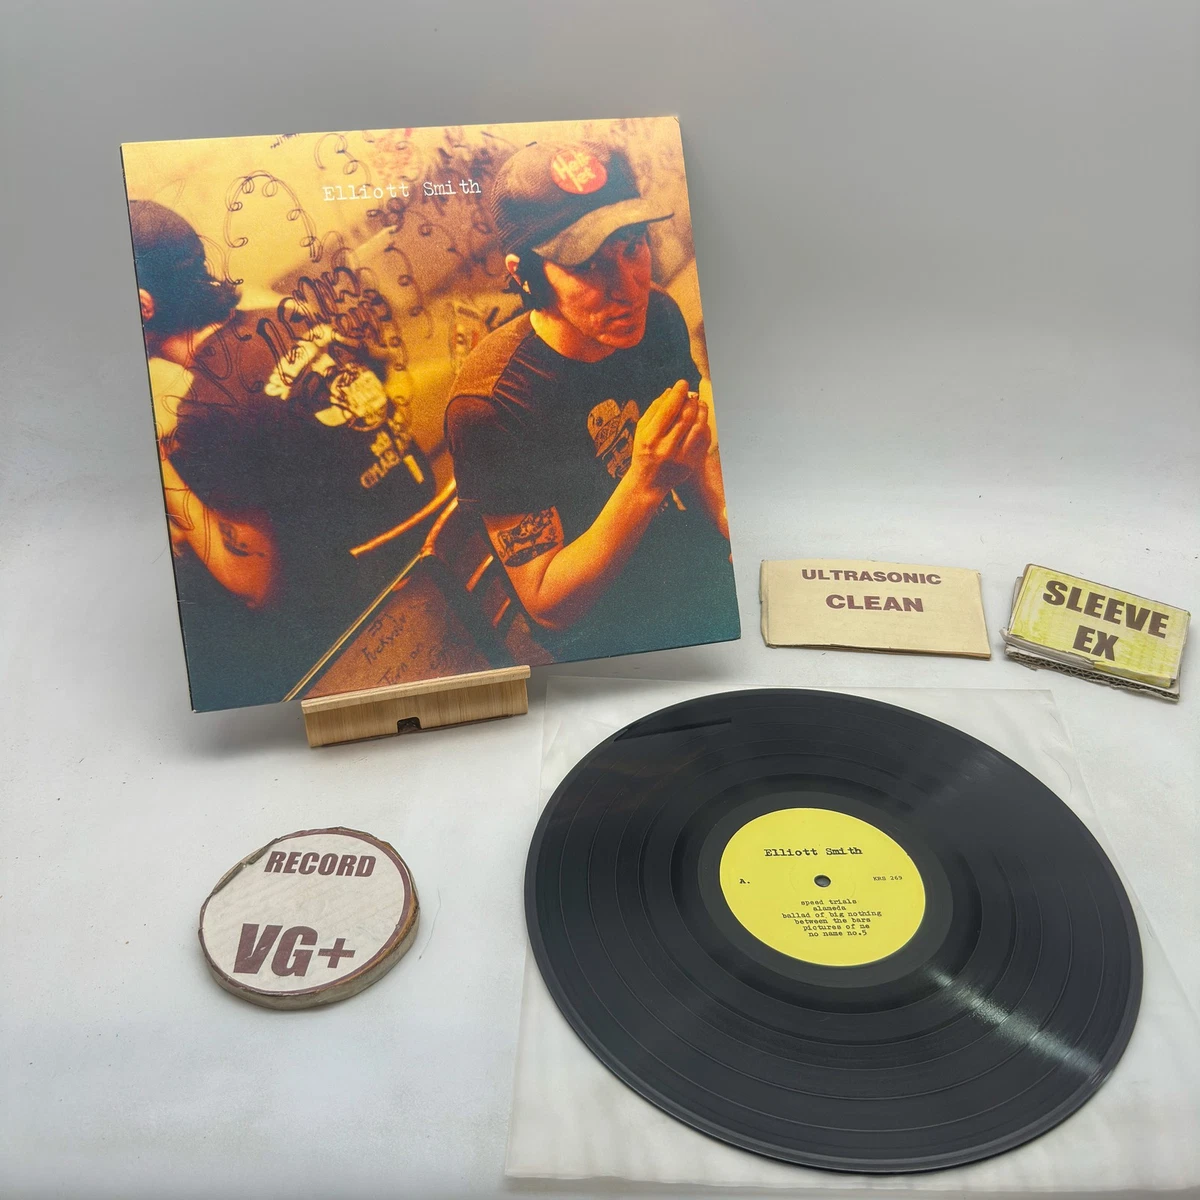 Elliott Smith
ULTRASONIC
CLEAN
SLEEVE
EX
RECORD
VG+
Elliott Smith
A.
KRS 269
speed trials
alameda
ballad of big nothing
between the bars
pictures of me
no name no.5